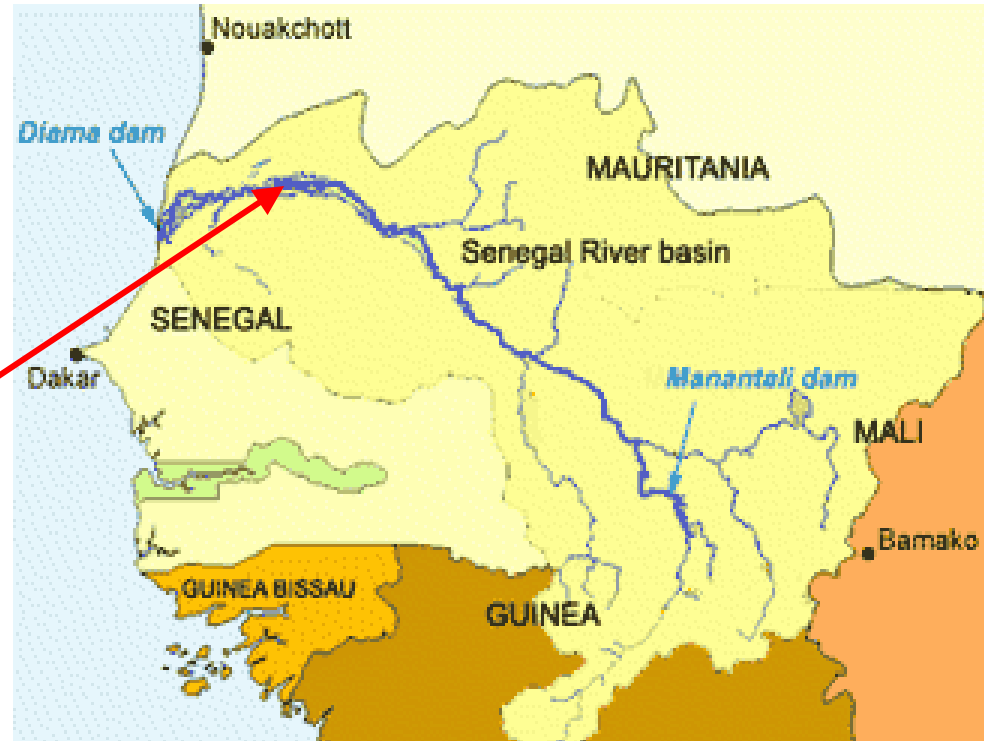 Nouakchott
Diama dam
MAURITANIA
Senegal River basin
SENEGAL
Dakar
Manantali dam
MALI
Bamako
GUINEA BISSAU
GUINEA